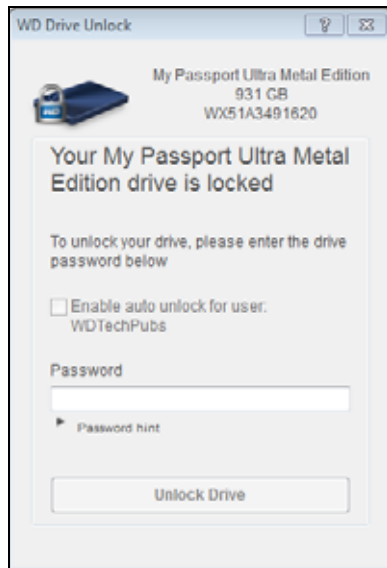 WD Drive Unlock
My Passport Ultra Metal Edition
931 GB
WX51A3491620
Your My Passport Ultra Metal
Edition drive is locked
To unlock your drive, please enter the drive
password below
Enable auto unlock for user:
WDTechPubs
Password
Password hint
Unlock Drive